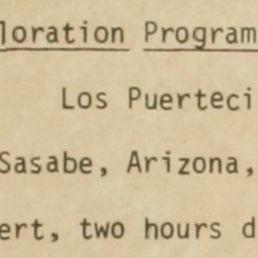 loration Program
Los Puerteci
Sasabe, Arizona,
ert, two hours d